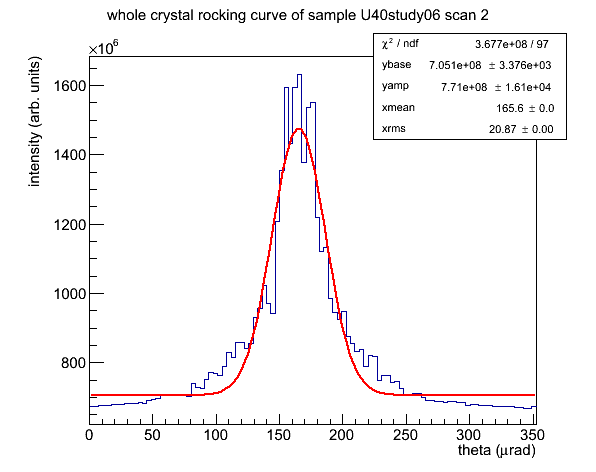 whole crystal rocking curve of sample U40study06 scan 2
×10⁶
χ² / ndf 3.677e+08 / 97
ybase 7.051e+08 ± 3.376e+03
yamp 7.71e+08 ± 1.61e+04
xmean 165.6 ± 0.0
xrms 20.87 ± 0.00
intensity (arb. units)
1600
1400
1200
1000
800
0 50 100 150 200 250 300 350
theta (μrad)